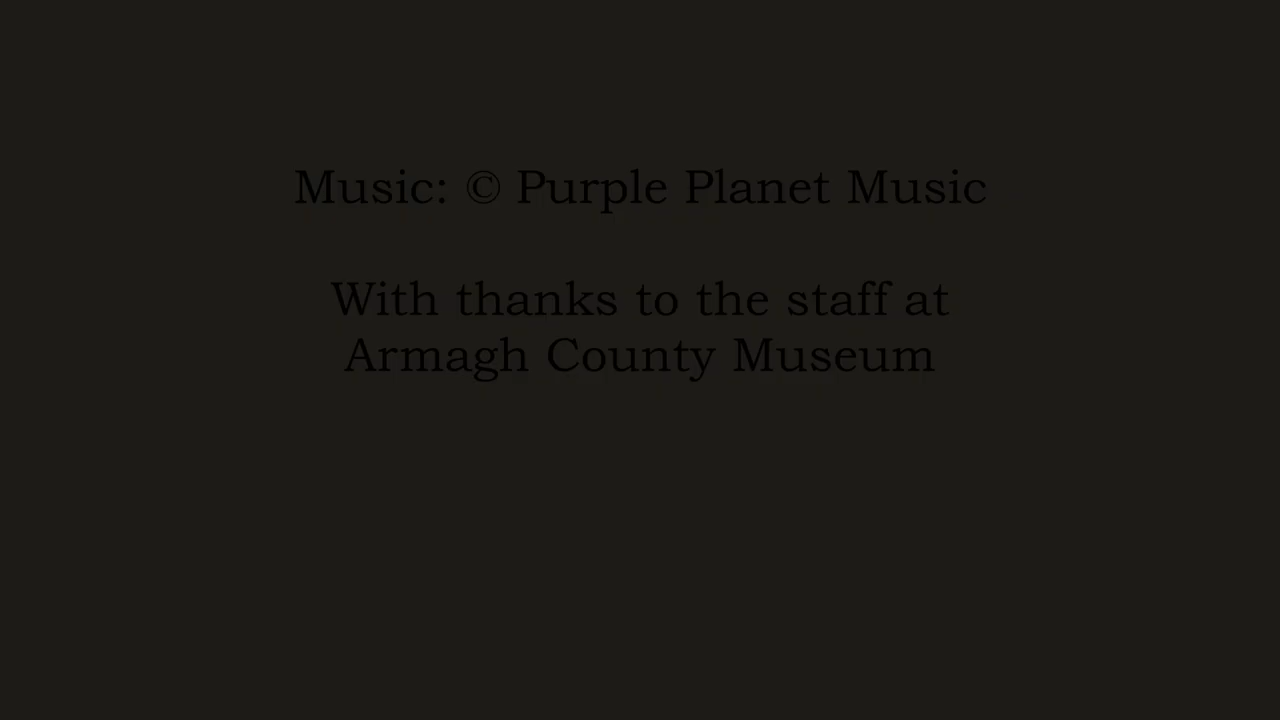 Music: © Purple Planet Music
With thanks to the staff at
Armagh County Museum